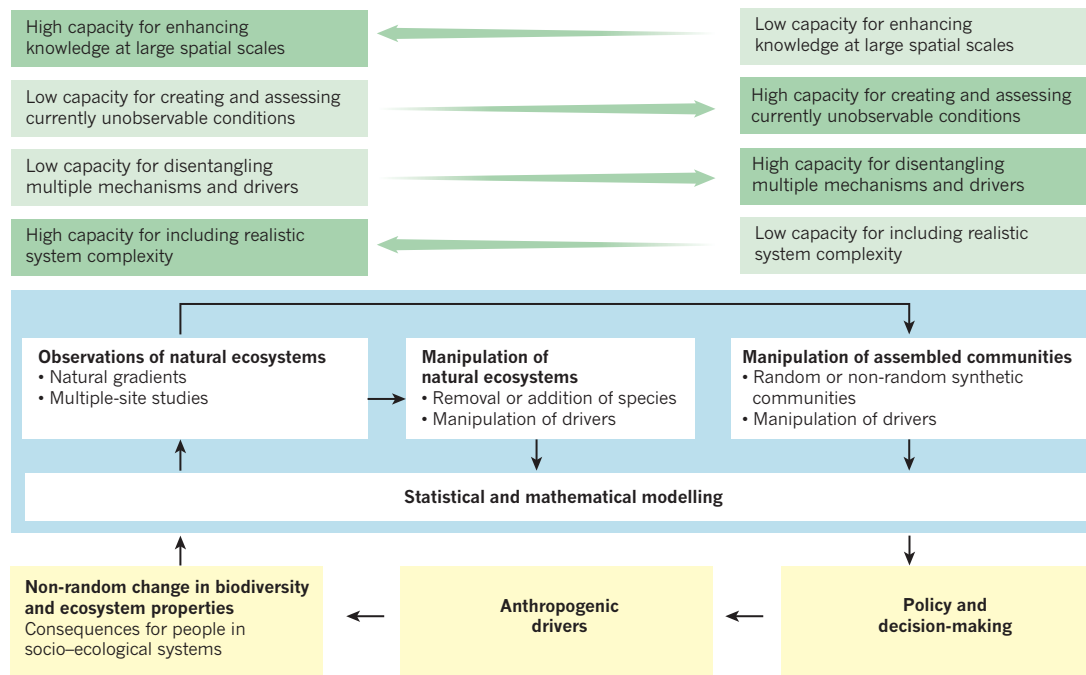 High capacity for enhancing
knowledge at large spatial scales
Low capacity for enhancing
knowledge at large spatial scales
Low capacity for creating and assessing
currently unobservable conditions
High capacity for creating and assessing
currently unobservable conditions
Low capacity for disentangling
multiple mechanisms and drivers
High capacity for disentangling
multiple mechanisms and drivers
High capacity for including realistic
system complexity
Low capacity for including realistic
system complexity
Observations of natural ecosystems
• Natural gradients
• Multiple-site studies
Manipulation of
natural ecosystems
• Removal or addition of species
• Manipulation of drivers
Manipulation of assembled communities
• Random or non-random synthetic
communities
• Manipulation of drivers
Statistical and mathematical modelling
Non-random change in biodiversity
and ecosystem properties
Consequences for people in
socio–ecological systems
Anthropogenic
drivers
Policy and
decision-making